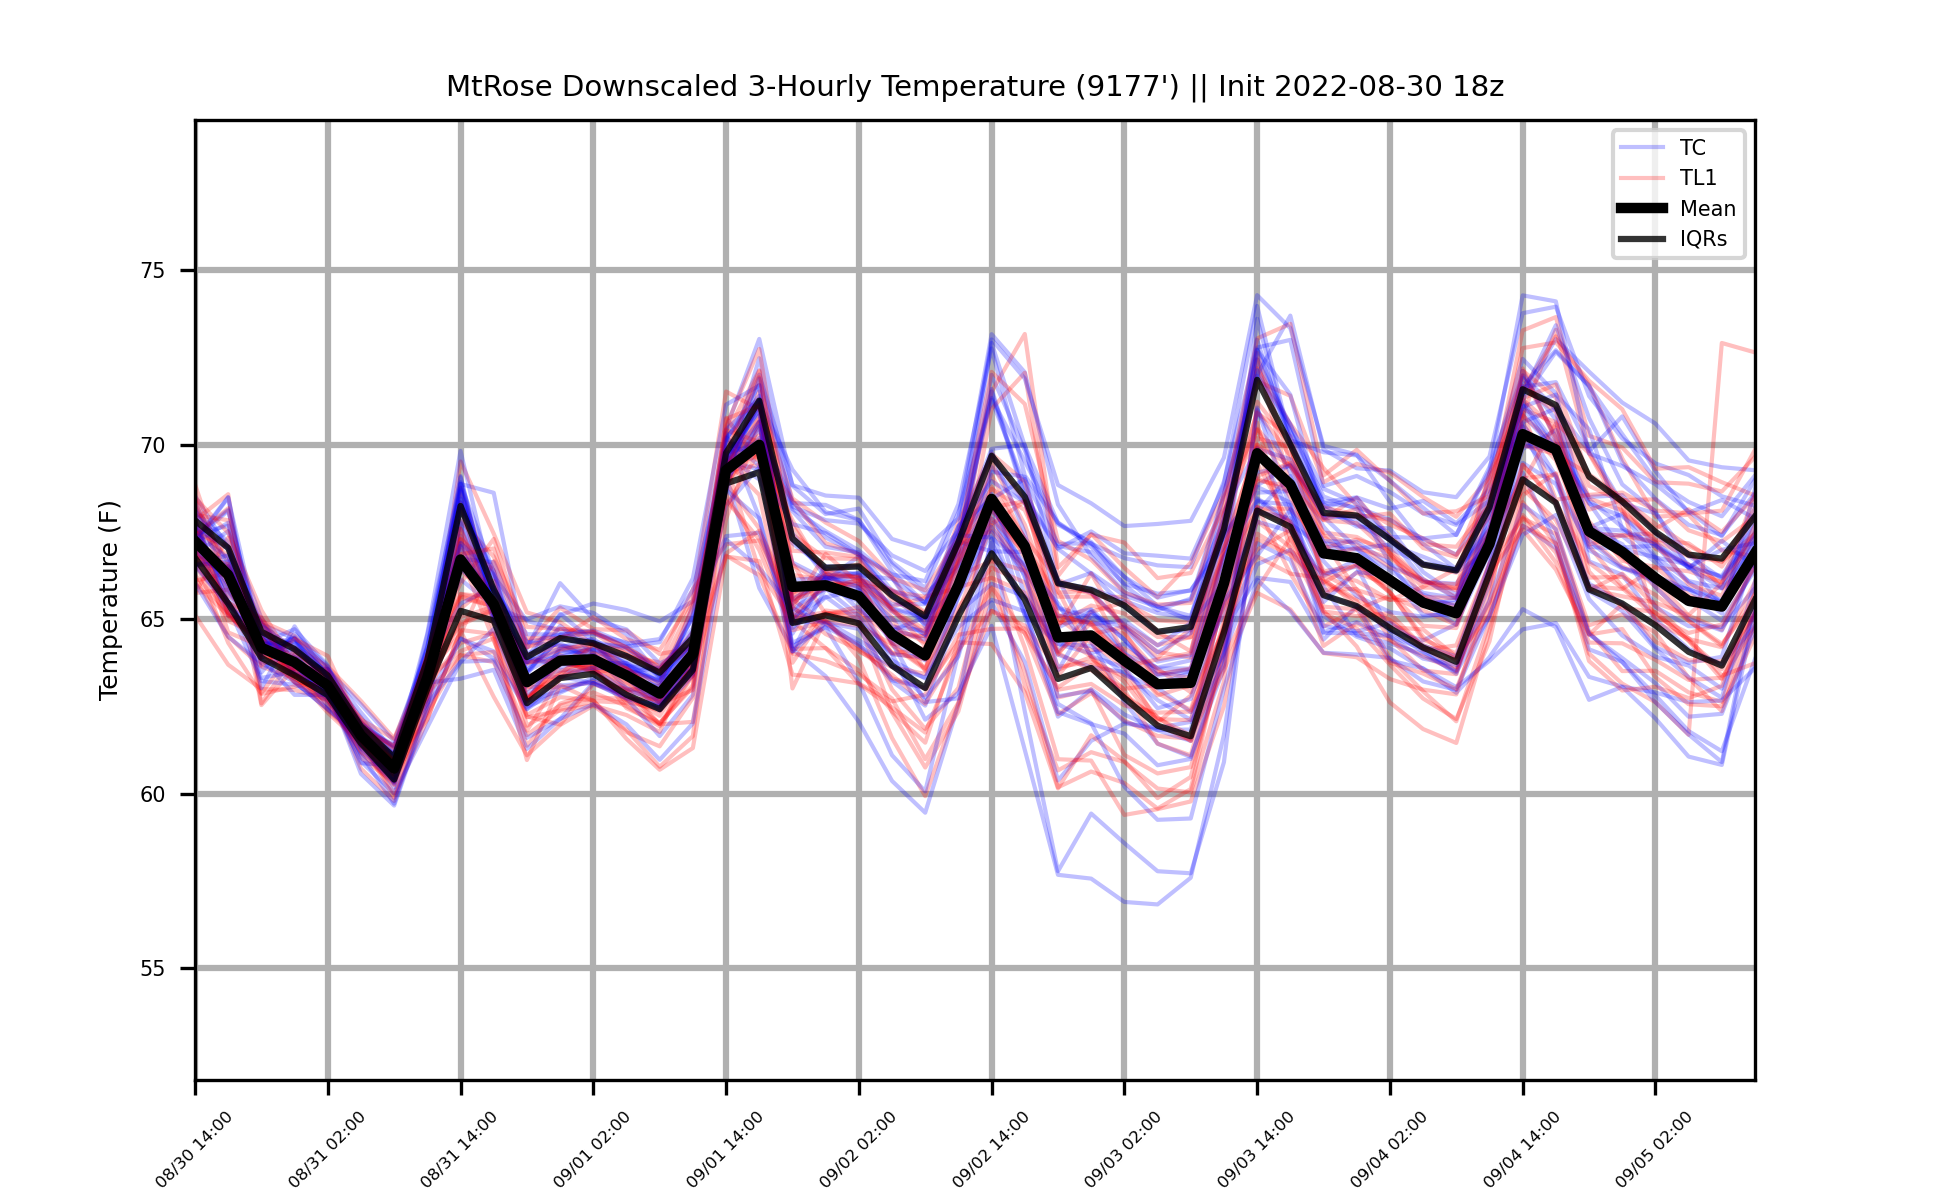 MtRose Downscaled 3-Hourly Temperature (9177') || Init 2022-08-30 18z
TC
TL1
Mean
IQRs
Temperature (F)
75
70
65
60
55
08/30 14:00
08/31 02:00
08/31 14:00
09/01 02:00
09/01 14:00
09/02 02:00
09/02 14:00
09/03 02:00
09/03 14:00
09/04 02:00
09/04 14:00
09/05 02:00